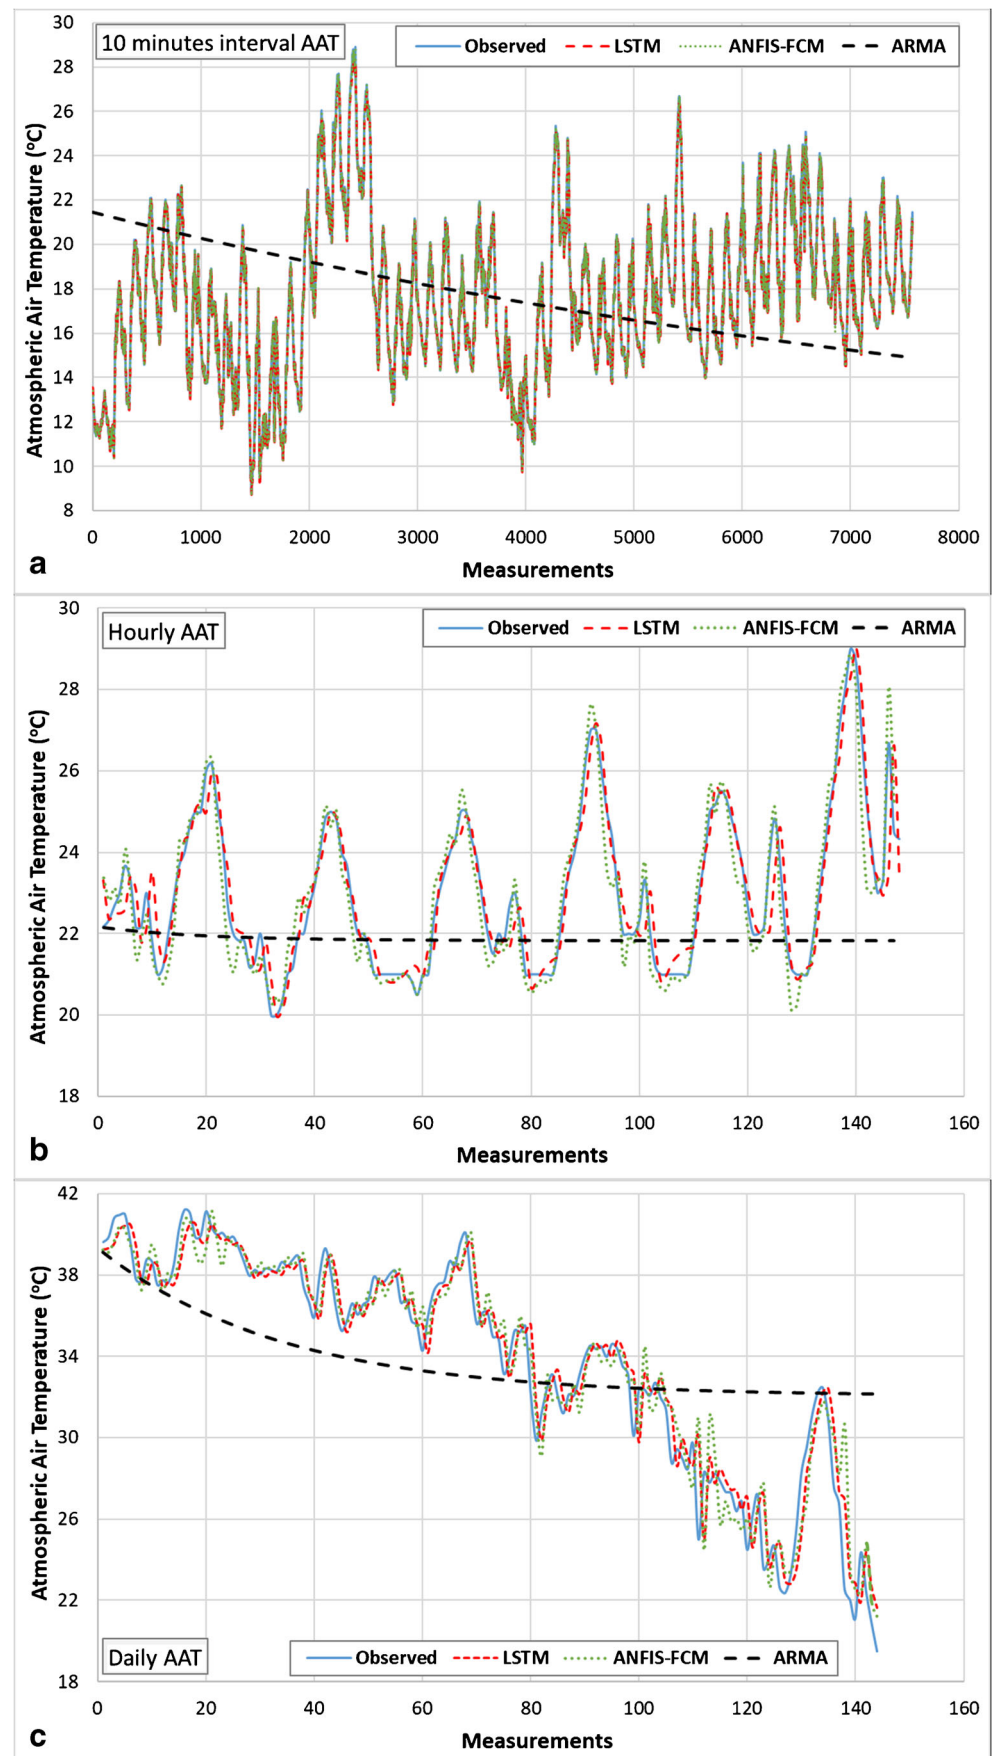 10 minutes interval AAT
Observed LSTM ANFIS-FCM ARMA
Atmospheric Air Temperature (°C)
30
28
26
24
22
20
18
16
14
12
10
8
0 1000 2000 3000 4000 5000 6000 7000 8000
Measurements
a
Hourly AAT
Observed LSTM ANFIS-FCM ARMA
Atmospheric Air Temperature (°C)
30
28
26
24
22
20
18
0 20 40 60 80 100 120 140 160
Measurements
b
Atmospheric Air Temperature (°C)
42
38
34
30
26
22
18
Daily AAT
Observed LSTM ANFIS-FCM ARMA
0 20 40 60 80 100 120 140 160
Measurements
c